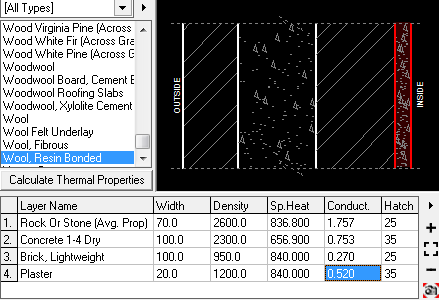 [All Types]
Wood Virginia Pine (Across
Wood White Fir (Across Gra
Wood White Pine (Across G
Woodwool
Woodwool Board, Cement B
Woodwool Roofing Slabs
Woodwool, Xylolite Cement
Wool
Wool Felt Underlay
Wool, Fibrous
Wool, Resin Bonded
Calculate Thermal Properties
OUTSIDE
INSIDE
Layer Name Width Density Sp.Heat Conduct. Hatch
1. Rock Or Stone (Avg. Prop) 70.0 2600.0 836.800 1.757 25
2. Concrete 1-4 Dry 100.0 2300.0 656.900 0.753 35
3. Brick, Lightweight 100.0 950.0 840.000 0.270 25
4. Plaster 20.0 1200.0 840.000 0.520 35